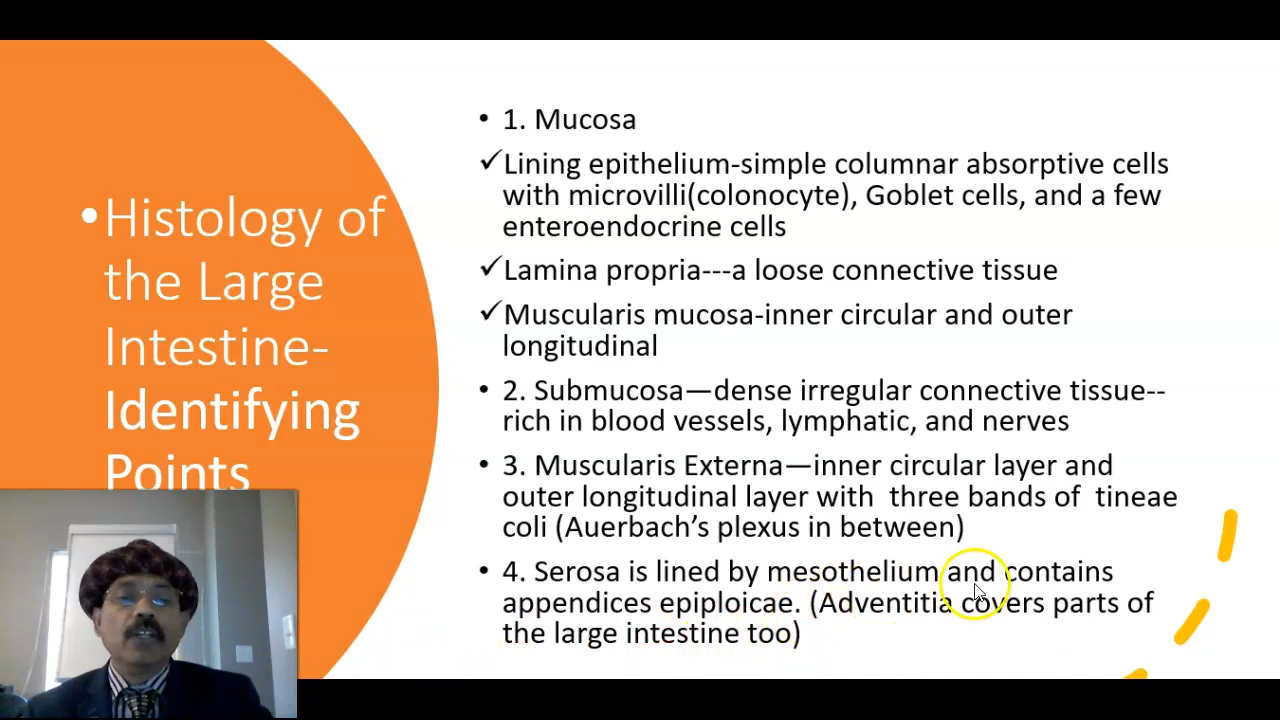 •Histology of
the Large
Intestine-
Identifying
Points
• 1. Mucosa
✓Lining epithelium-simple columnar absorptive cells
with microvilli(colonocyte), Goblet cells, and a few
enteroendocrine cells
✓Lamina propria---a loose connective tissue
✓Muscularis mucosa-inner circular and outer
longitudinal
• 2. Submucosa—dense irregular connective tissue--
rich in blood vessels, lymphatic, and nerves
• 3. Muscularis Externa—inner circular layer and
outer longitudinal layer with  three bands of  tineae
coli (Auerbach’s plexus in between)
• 4. Serosa is lined by mesothelium and contains
appendices epiploicae. (Adventitia covers parts of
the large intestine too)